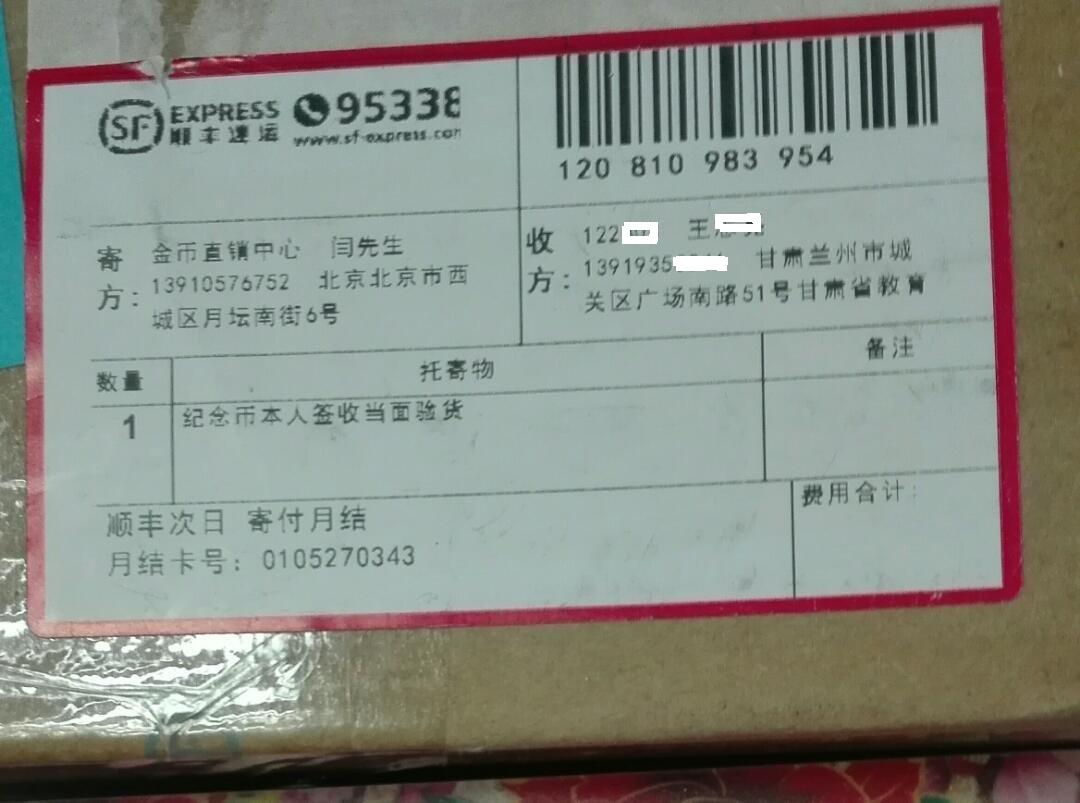 SF EXPRESS 95338
顺丰速运 www.sf-express.com
120 810 983 954
寄方:
金币直销中心 闫先生
13910576752 北京北京市西
城区月坛南街6号
收方:
122 王
1391935 甘肃兰州市城
关区广场南路51号甘肃省教育
数量 托寄物 备注
1 纪念币本人签收当面验货
顺丰次日 寄付月结
月结卡号: 0105270343
费用合计: